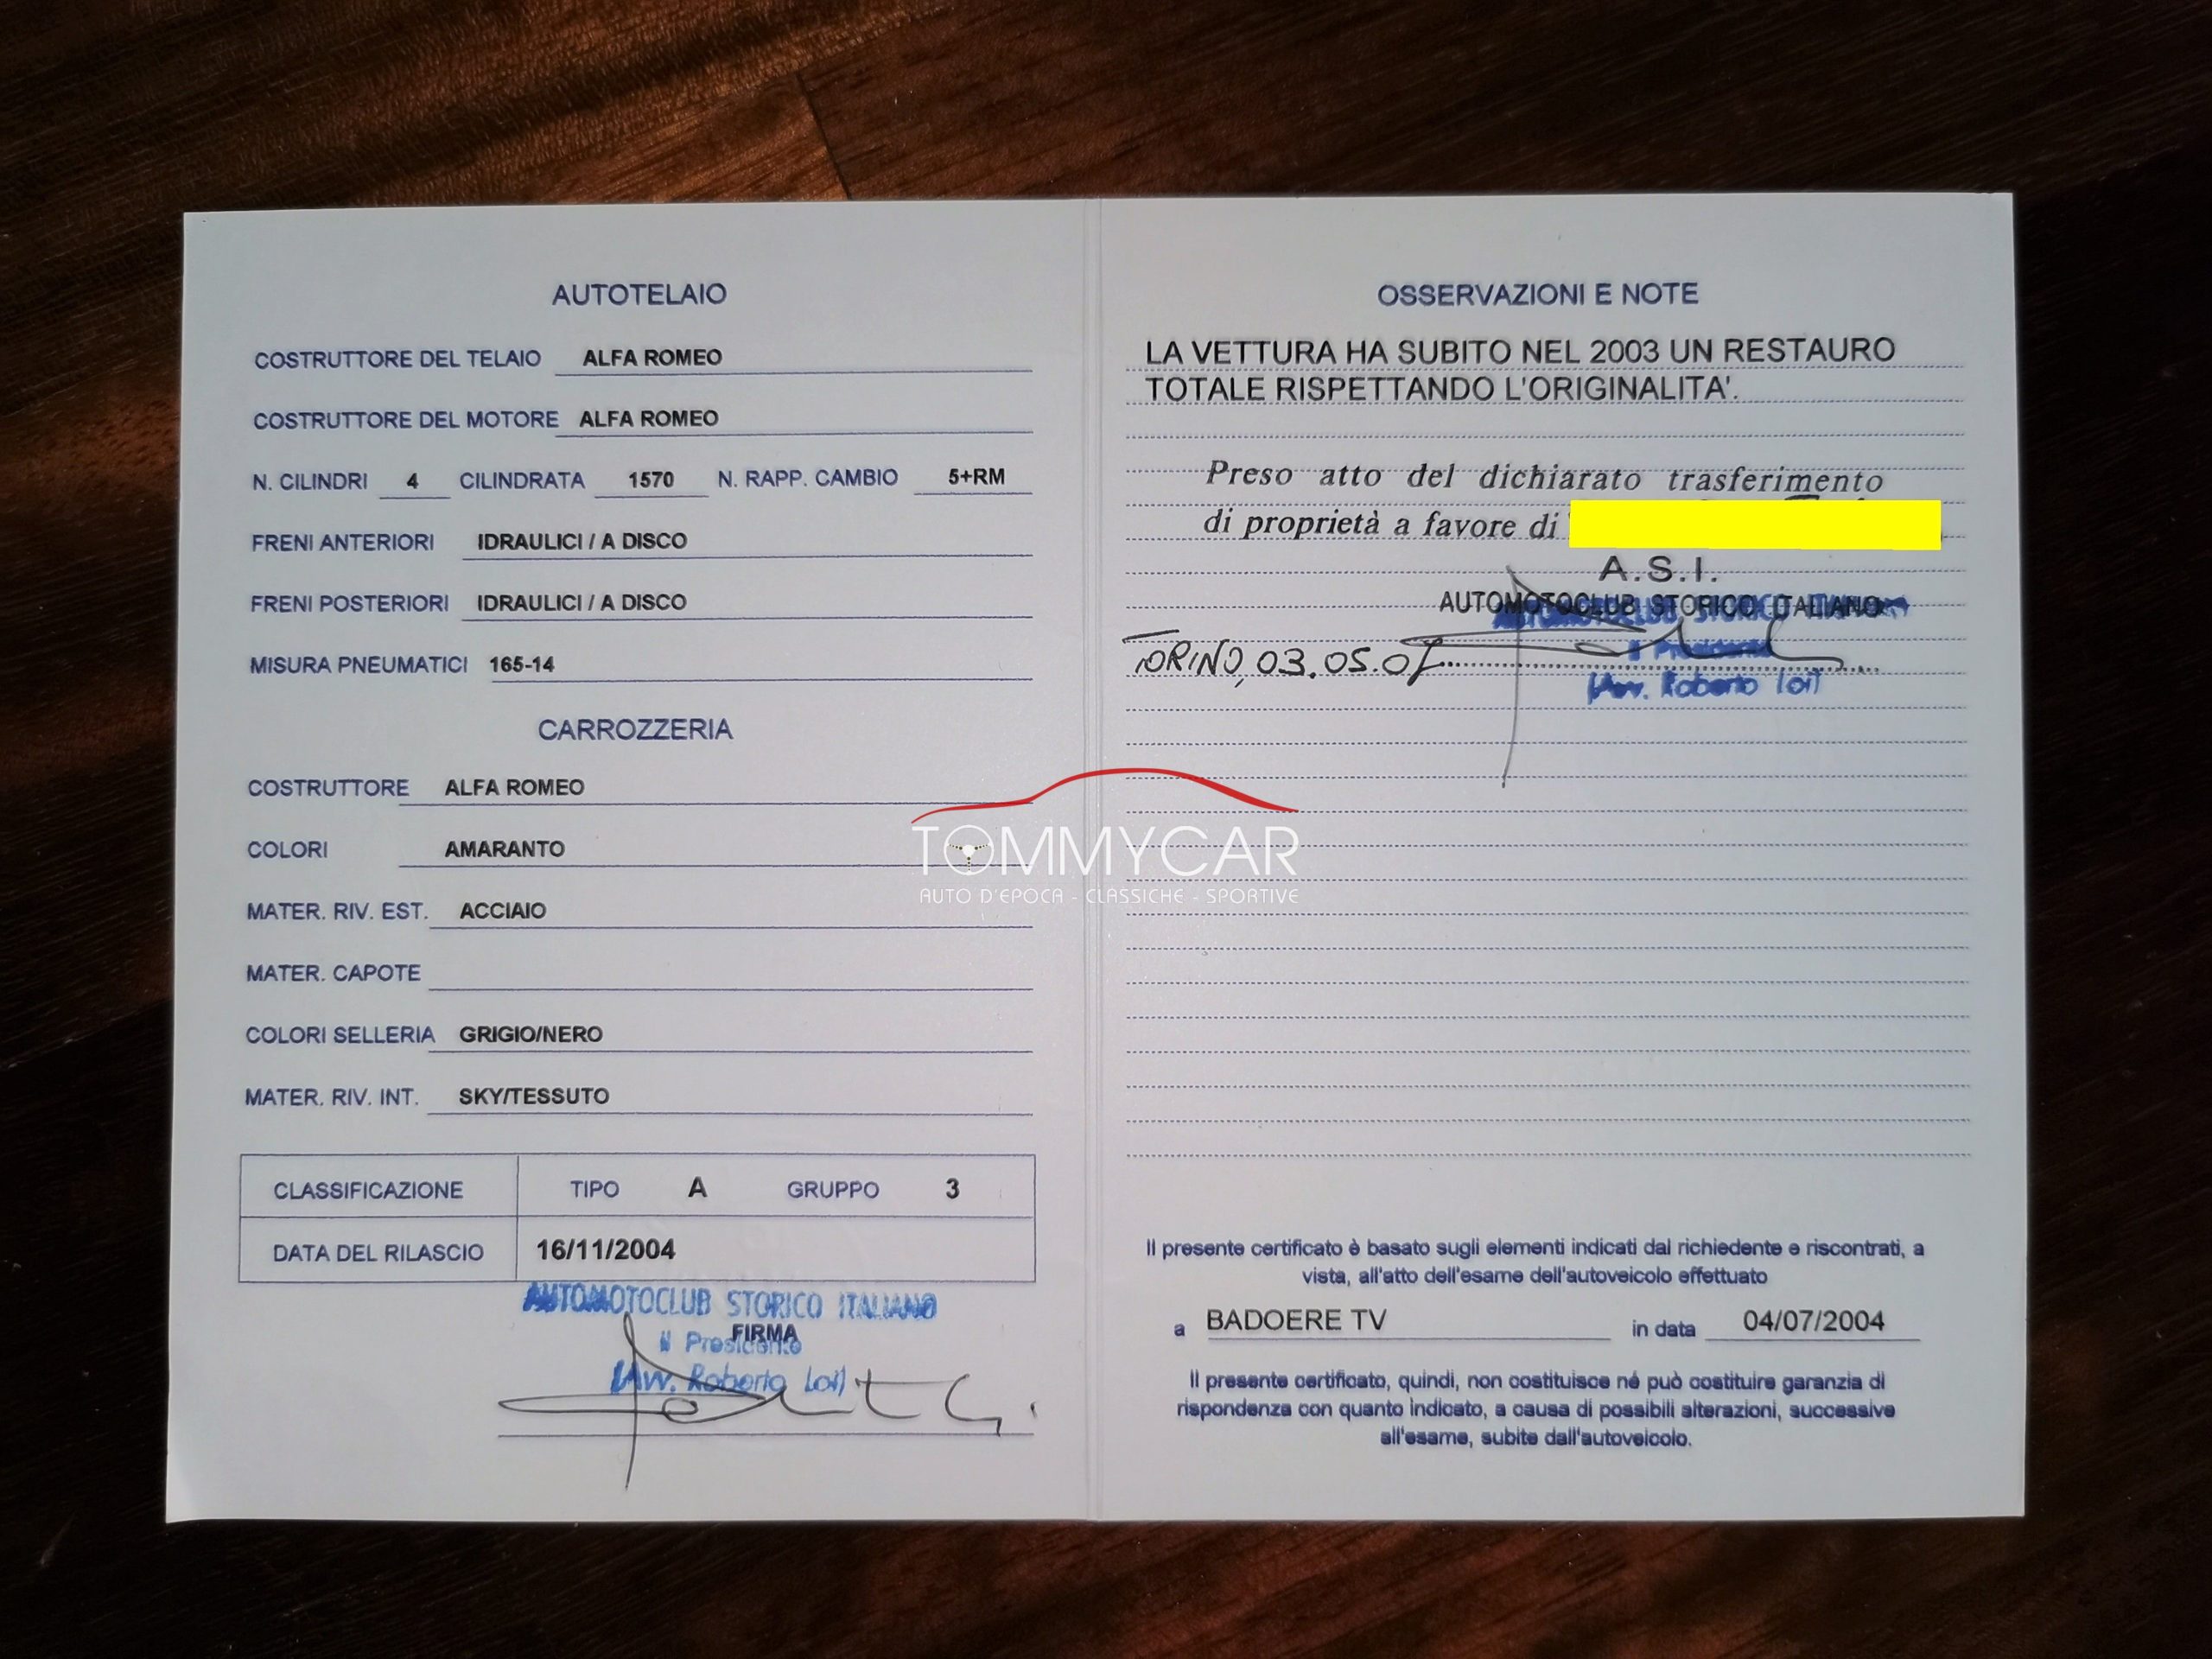 AUTOTELAIO
COSTRUTTORE DEL TELAIO ALFA ROMEO
COSTRUTTORE DEL MOTORE ALFA ROMEO
N. CILINDRI 4 CILINDRATA 1570 N. RAPP. CAMBIO 5+RM
FRENI ANTERIORI IDRAULICI / A DISCO
FRENI POSTERIORI IDRAULICI / A DISCO
MISURA PNEUMATICI 165-14
CARROZZERIA
COSTRUTTORE ALFA ROMEO
COLORI AMARANTO
MATER. RIV. EST. ACCIAIO
MATER. CAPOTE
COLORI SELLERIA GRIGIO/NERO
MATER. RIV. INT. SKY/TESSUTO
CLASSIFICAZIONE TIPO A GRUPPO 3
DATA DEL RILASCIO 16/11/2004
AUTOMOTOCLUB STORICO ITALIANO
FIRMA
Il Presidente
(Avv. Roberto Loi)
OSSERVAZIONI E NOTE
LA VETTURA HA SUBITO NEL 2003 UN RESTAURO
TOTALE RISPETTANDO L'ORIGINALITA'.
Preso atto del dichiarato trasferimento
di proprietà a favore di
A.S.I.
AUTOMOTOCLUB STORICO ITALIANO
AUTOMOTOCLUB STORICO ITALIANO
Il Presidente
TORINO, 03.05.07
(Avv. Roberto Loi)
TOMMYCAR
AUTO D'EPOCA - CLASSICHE - SPORTIVE
Il presente certificato è basato sugli elementi indicati dal richiedente e riscontrati, a
vista, all'atto dell'esame dell'autoveicolo effettuato
a BADOERE TV in data 04/07/2004
Il presente certificato, quindi, non costituisce né può costituire garanzia di
rispondenza con quanto indicato, a causa di possibili alterazioni, successive
all'esame, subite dall'autoveicolo.